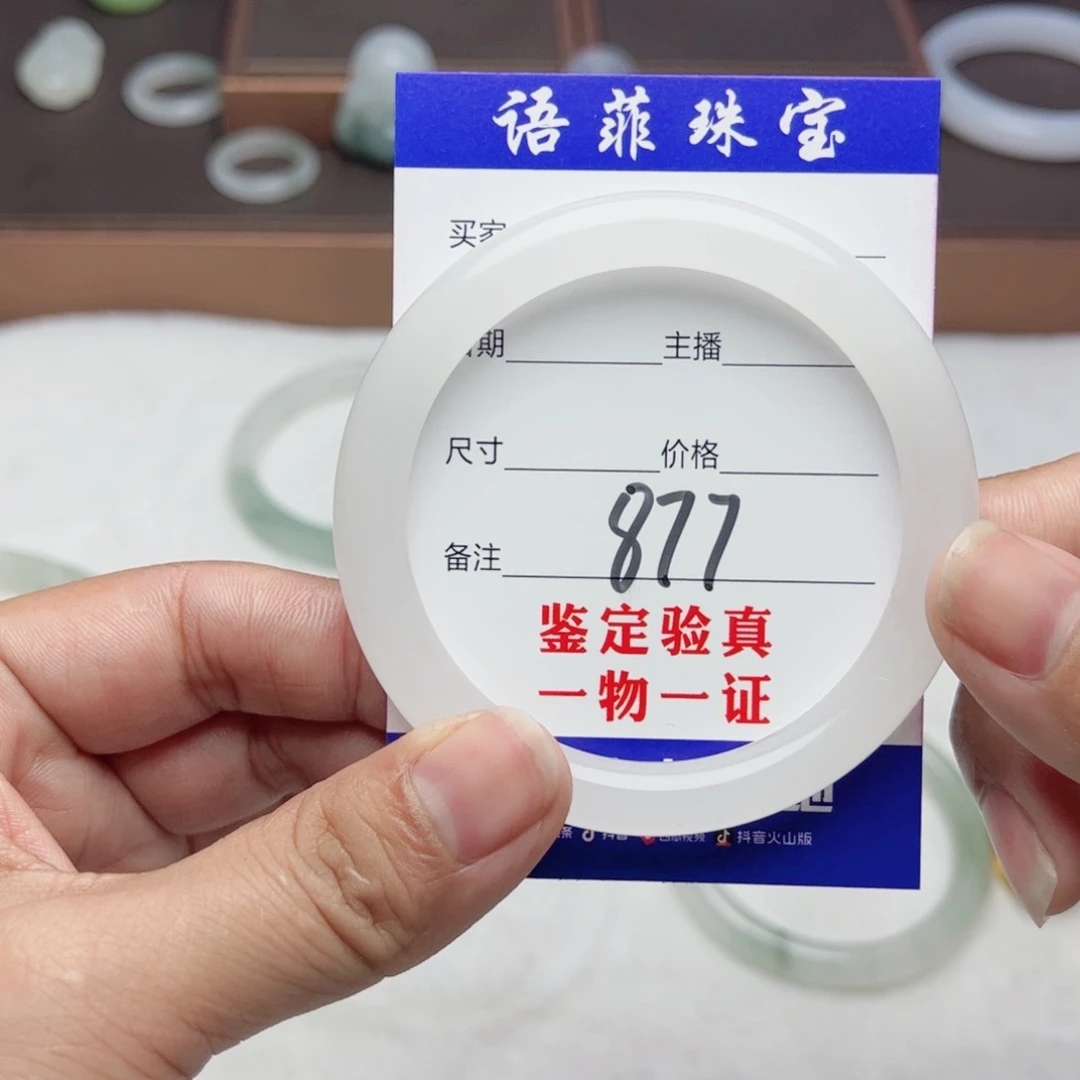 语菲珠宝
买家
期 主播
尺寸 价格
877
备注
鉴定验真
一物一证
抖音 抖音火山版